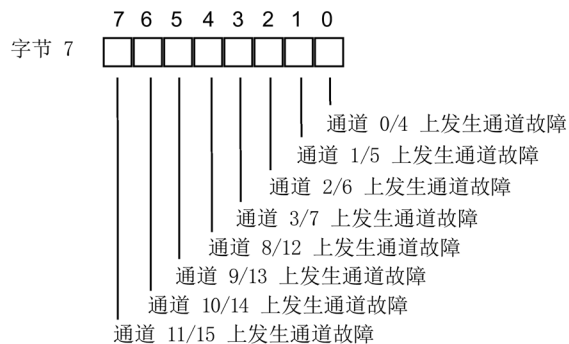 7 6 5 4 3 2 1 0
字节 7
通道 0/4 上发生通道故障
通道 1/5 上发生通道故障
通道 2/6 上发生通道故障
通道 3/7 上发生通道故障
通道 8/12 上发生通道故障
通道 9/13 上发生通道故障
通道 10/14 上发生通道故障
通道 11/15 上发生通道故障